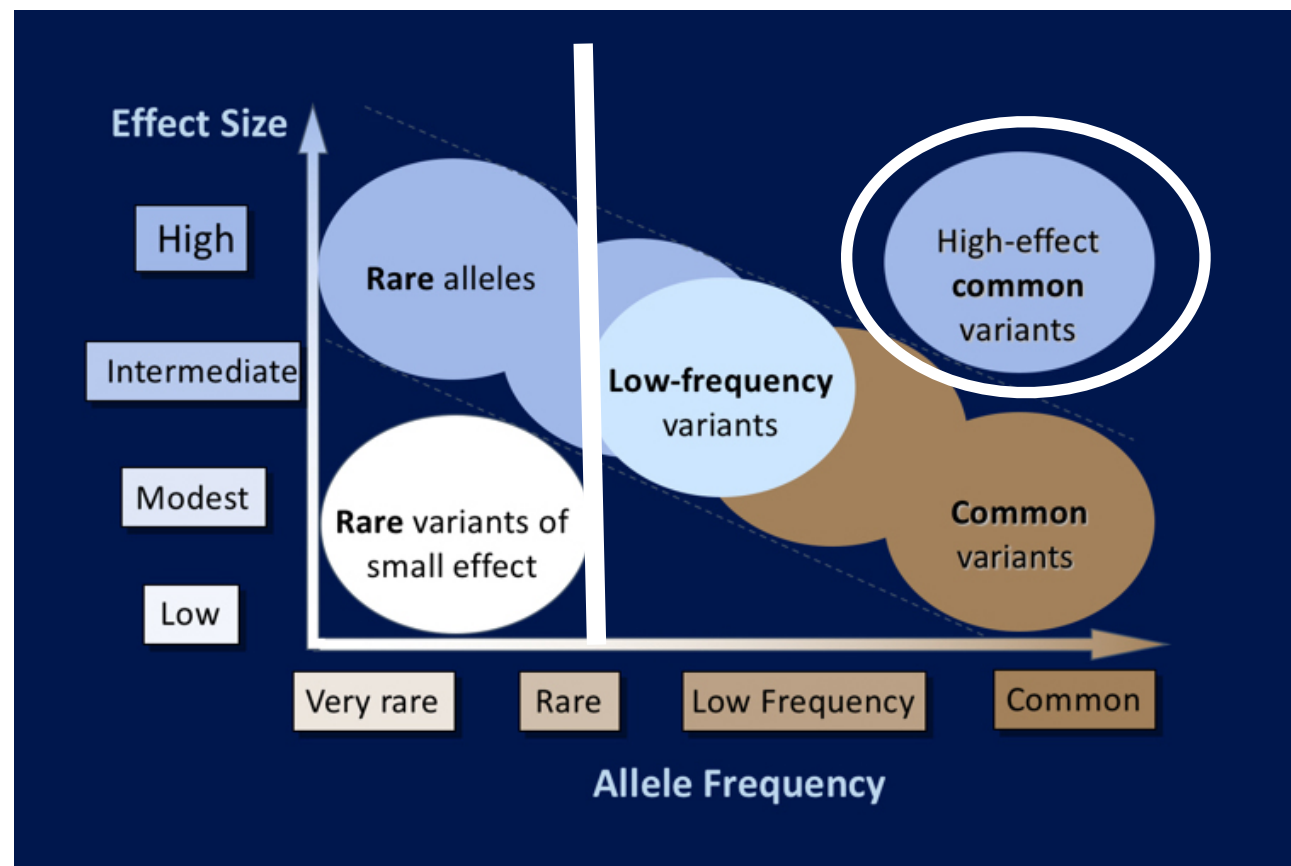 Effect Size
High
Intermediate
Modest
Low
Rare alleles
Rare variants of
small effect
Low-frequency
variants
High-effect
common
variants
Common
variants
Very rare
Rare
Low Frequency
Common
Allele Frequency